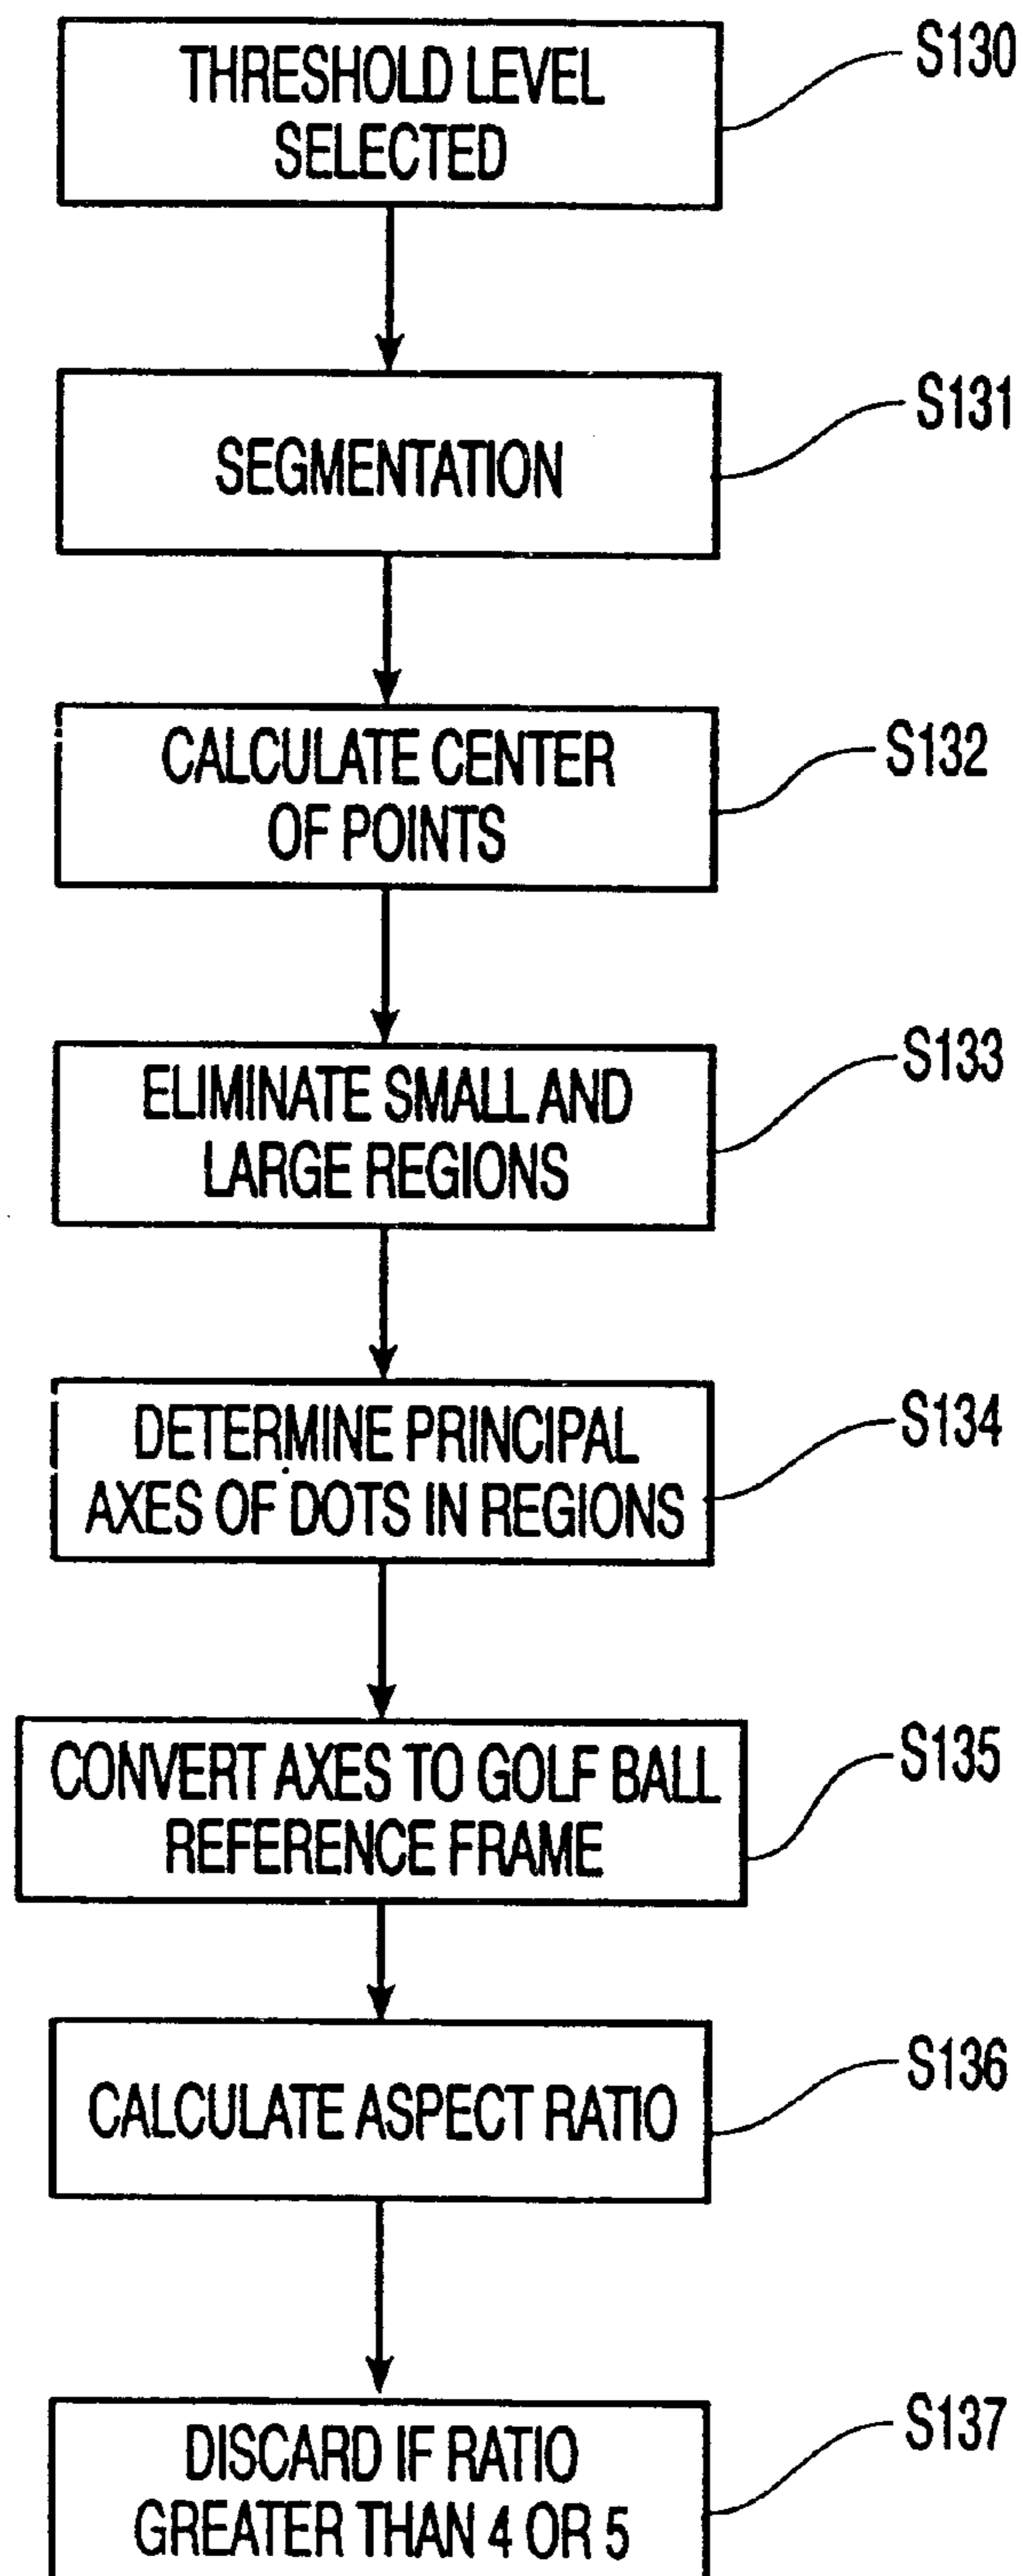 THRESHOLD LEVEL
SELECTED
S130
SEGMENTATION
S131
CALCULATE CENTER
OF POINTS
S132
ELIMINATE SMALL AND
LARGE REGIONS
S133
DETERMINE PRINCIPAL
AXES OF DOTS IN REGIONS
S134
CONVERT AXES TO GOLF BALL
REFERENCE FRAME
S135
CALCULATE ASPECT RATIO
S136
DISCARD IF RATIO
GREATER THAN 4 OR 5
S137